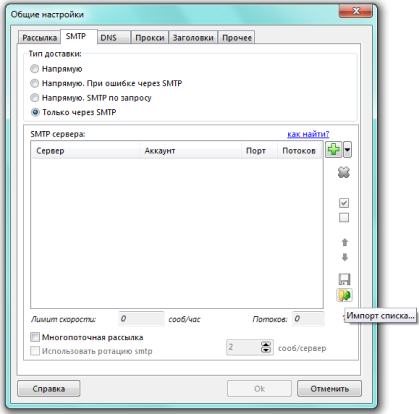 Общие настройки
Рассылка SMTP DNS Прокси Заголовки Прочее
Тип доставки:
Напрямую
Напрямую. При ошибке через SMTP
Напрямую. SMTP по запросу
Только через SMTP
SMTP сервера: как найти?
Сервер Аккаунт Порт Потоков
Импорт списка...
Лимит скорости: 0 сооб/час Потоков: 0
Многопоточная рассылка
Использовать ротацию smtp 2 сооб/сервер
Справка Ok Отменить